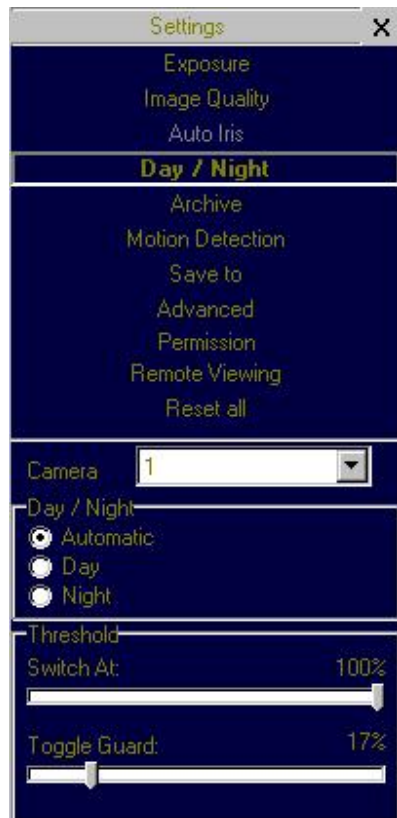 Settings X
Exposure
Image Quality
Auto Iris
Day / Night
Archive
Motion Detection
Save to
Advanced
Permission
Remote Viewing
Reset all
Camera 1
Day / Night
Automatic
Day
Night
Threshold
Switch At: 100%
Toggle Guard: 17%